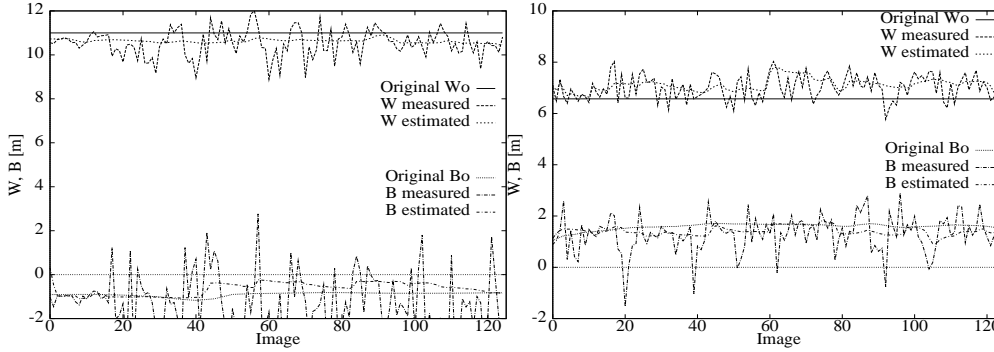 12
10
8
6
4
2
0
-2
W, B [m]
Original Wo
W measured
W estimated
Original Bo
B measured
B estimated
0
20
40
60
80
100
120
Image
10
8
6
4
2
0
-2
W, B [m]
Original Wo
W measured
W estimated
Original Bo
B measured
B estimated
0
20
40
60
80
100
120
Image